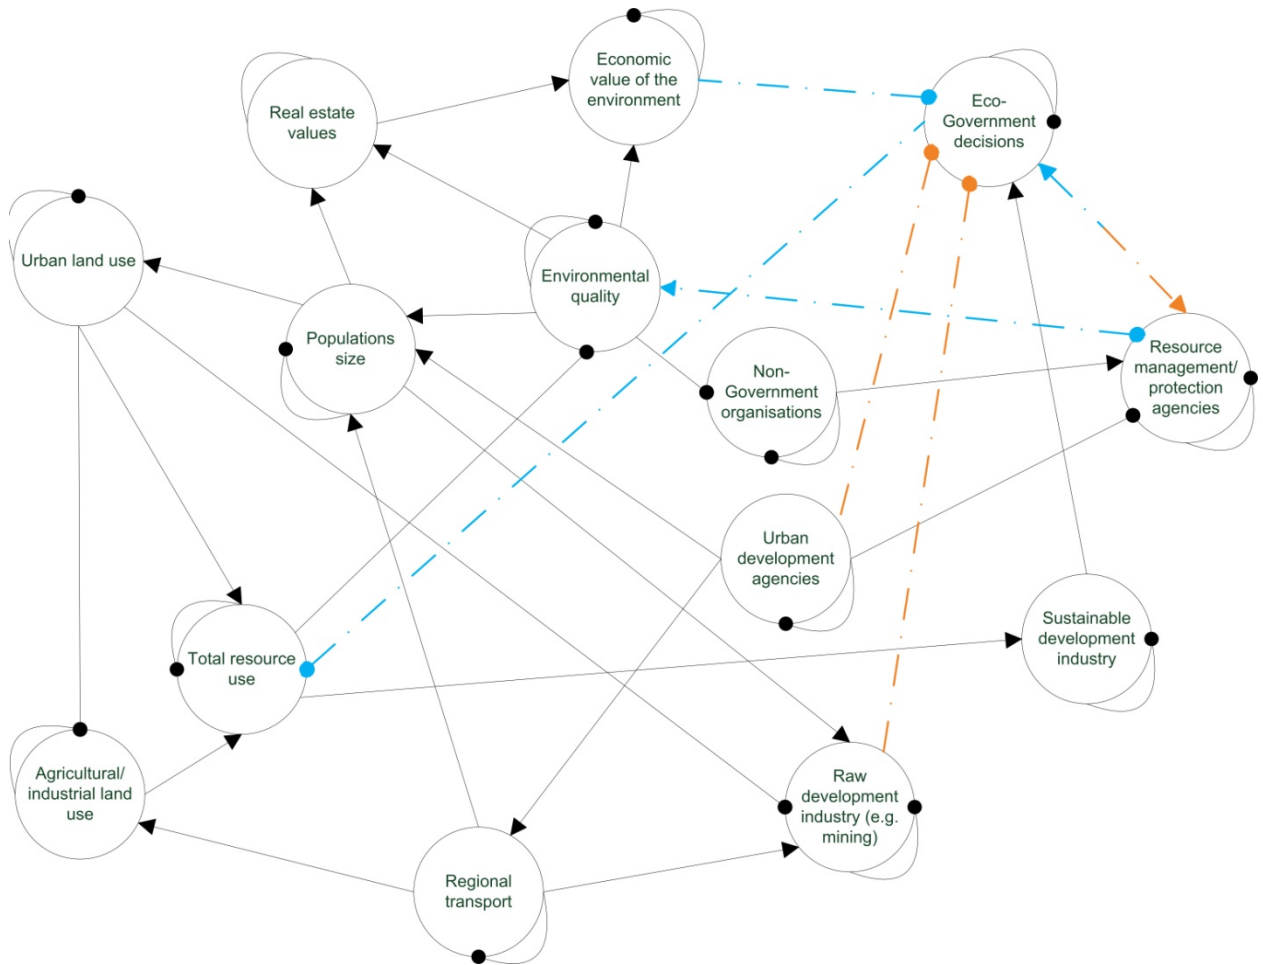 Economic
value of the
environment
Eco-
Government
decisions
Real estate
values
Urban land use
Environmental
quality
Populations
size
Non-
Government
organisations
Resource
management/
protection
agencies
Urban
development
agencies
Sustainable
development
industry
Total resource
use
Agricultural/
industrial land
use
Raw
development
industry (e.g.
mining)
Regional
transport